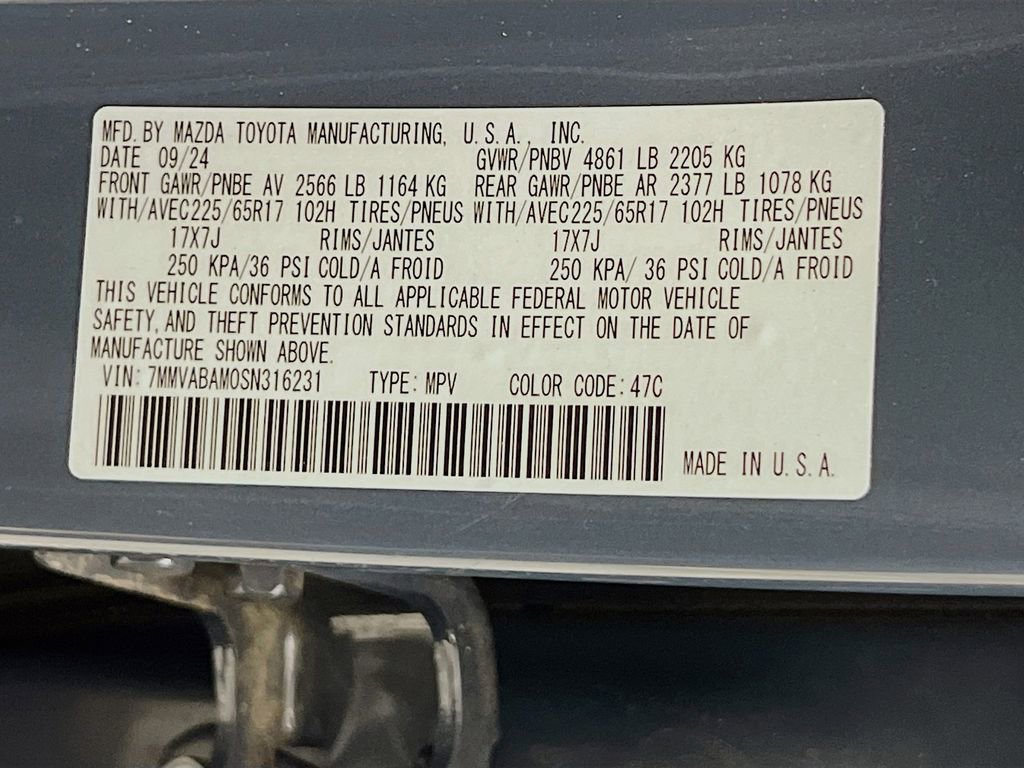 MFD. BY MAZDA TOYOTA MANUFACTURING, U.S.A., INC.
DATE 09/24 GVWR/PNBV 4861 LB 2205 KG
FRONT GAWR/PNBE AV 2566 LB 1164 KG REAR GAWR/PNBE AR 2377 LB 1078 KG
WITH/AVEC225/65R17 102H TIRES/PNEUS WITH/AVEC225/65R17 102H TIRES/PNEUS
17X7J RIMS/JANTES 17X7J RIMS/JANTES
250 KPA/36 PSI COLD/A FROID 250 KPA/ 36 PSI COLD/A FROID
THIS VEHICLE CONFORMS TO ALL APPLICABLE FEDERAL MOTOR VEHICLE
SAFETY, AND THEFT PREVENTION STANDARDS IN EFFECT ON THE DATE OF
MANUFACTURE SHOWN ABOVE.
VIN: 7MMVABAM0SN316231 TYPE: MPV COLOR CODE: 47C
MADE IN U.S.A.